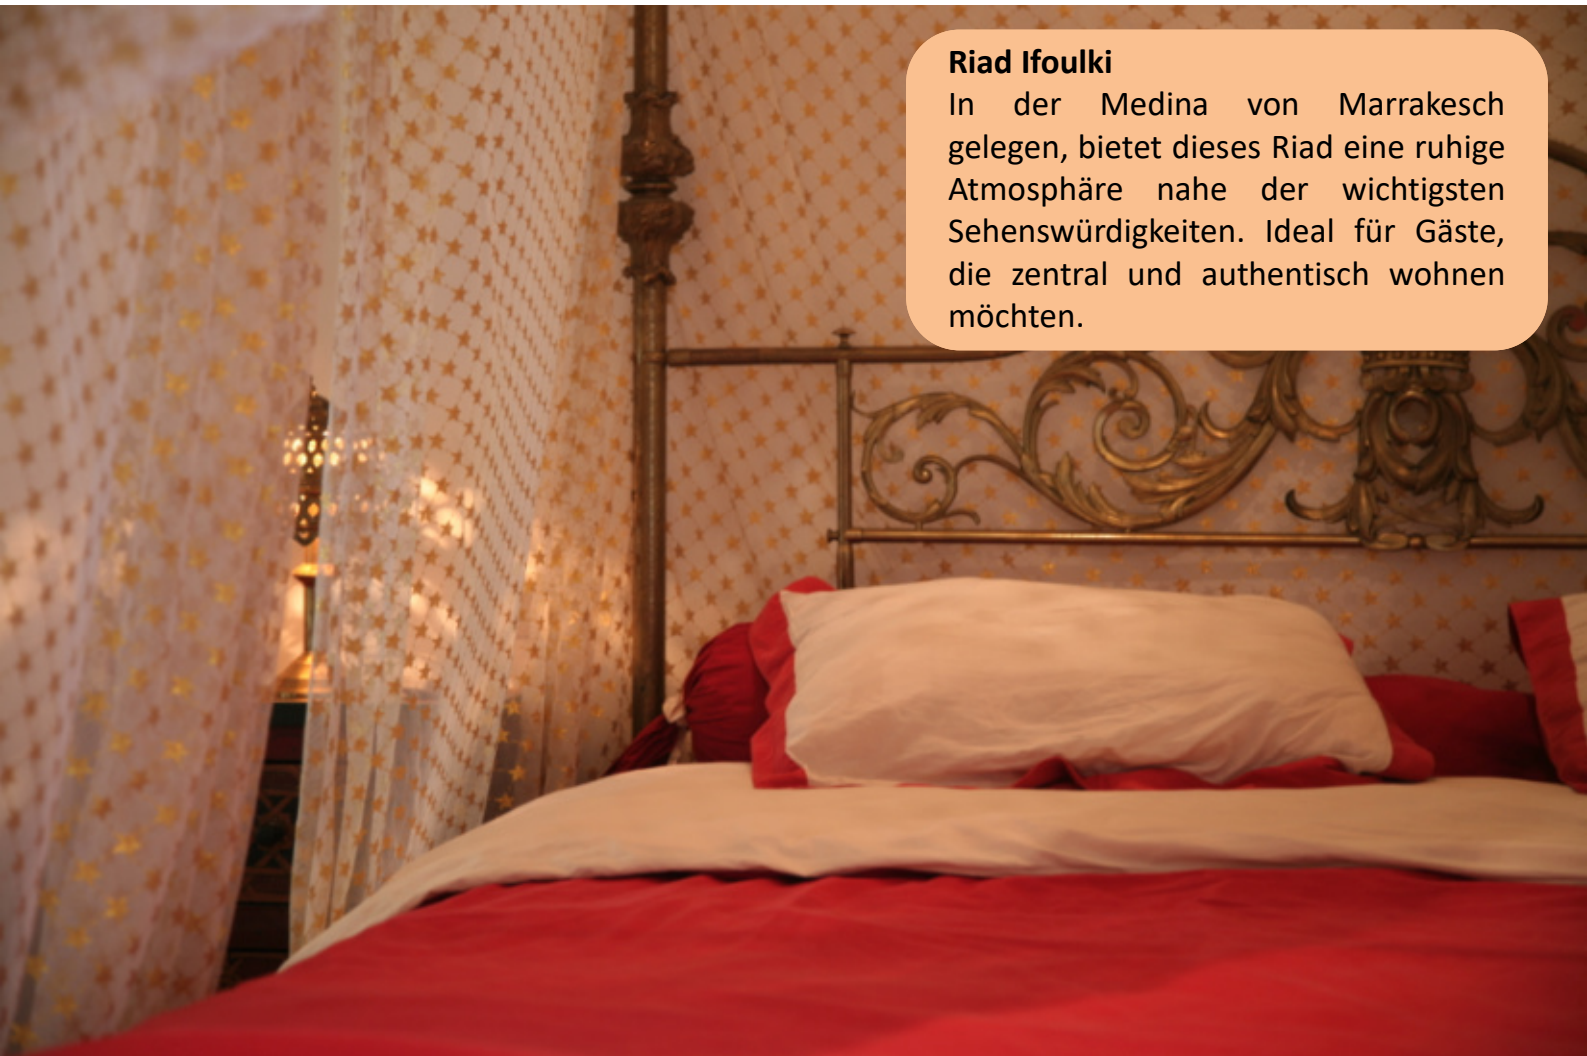 Riad Ifoulki
In der Medina von Marrakesch
gelegen, bietet dieses Riad eine ruhige
Atmosphäre nahe der wichtigsten
Sehenswürdigkeiten. Ideal für Gäste,
die zentral und authentisch wohnen
möchten.